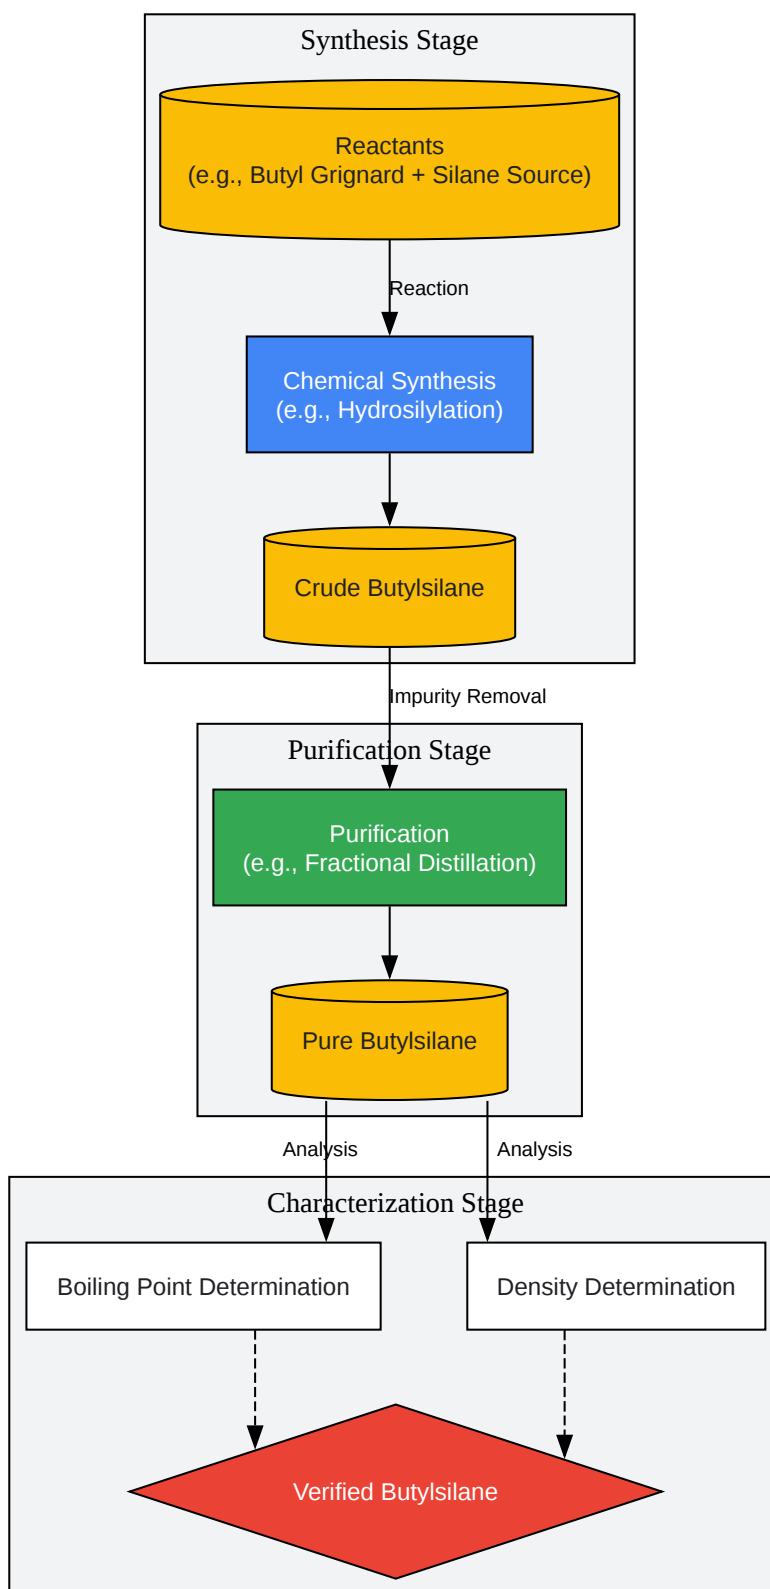 Synthesis Stage
Reactants
(e.g., Butyl Grignard + Silane Source)
Reaction
Chemical Synthesis
(e.g., Hydrosilylation)
Crude Butylsilane
Impurity Removal
Purification Stage
Purification
(e.g., Fractional Distillation)
Pure Butylsilane
Analysis
Analysis
Characterization Stage
Boiling Point Determination
Density Determination
Verified Butylsilane